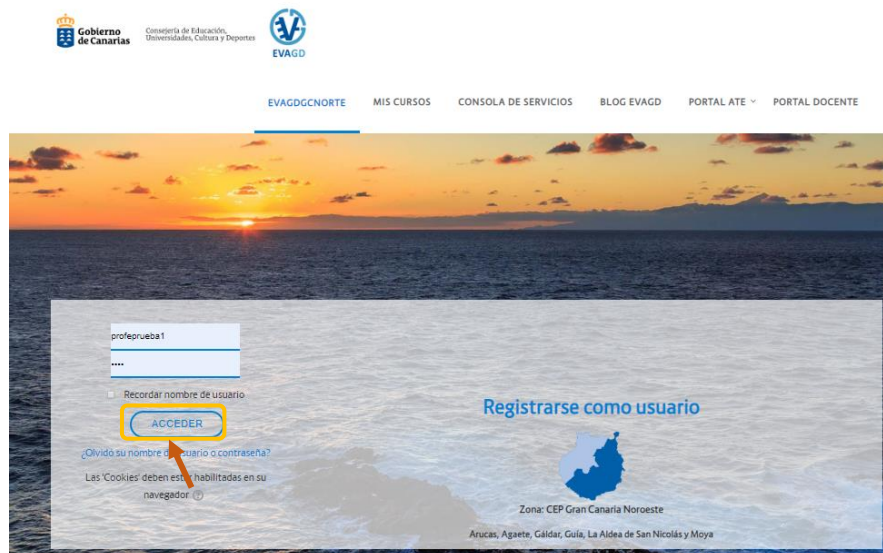 Gobierno
de Canarias
Consejería de Educación,
Universidades, Cultura y Deportes
EVAGD
EVAGDGCNORTE MIS CURSOS CONSOLA DE SERVICIOS BLOG EVAGD PORTAL ATE PORTAL DOCENTE
profeprueba1
••••
Recordar nombre de usuario
ACCEDER
¿Olvidó su nombre de usuario o contraseña?
Las 'Cookies' deben estar habilitadas en su
navegador
Registrarse como usuario
Zona: CEP Gran Canaria Noroeste
Arucas, Agaete, Gáldar, Guía, La Aldea de San Nicolás y Moya